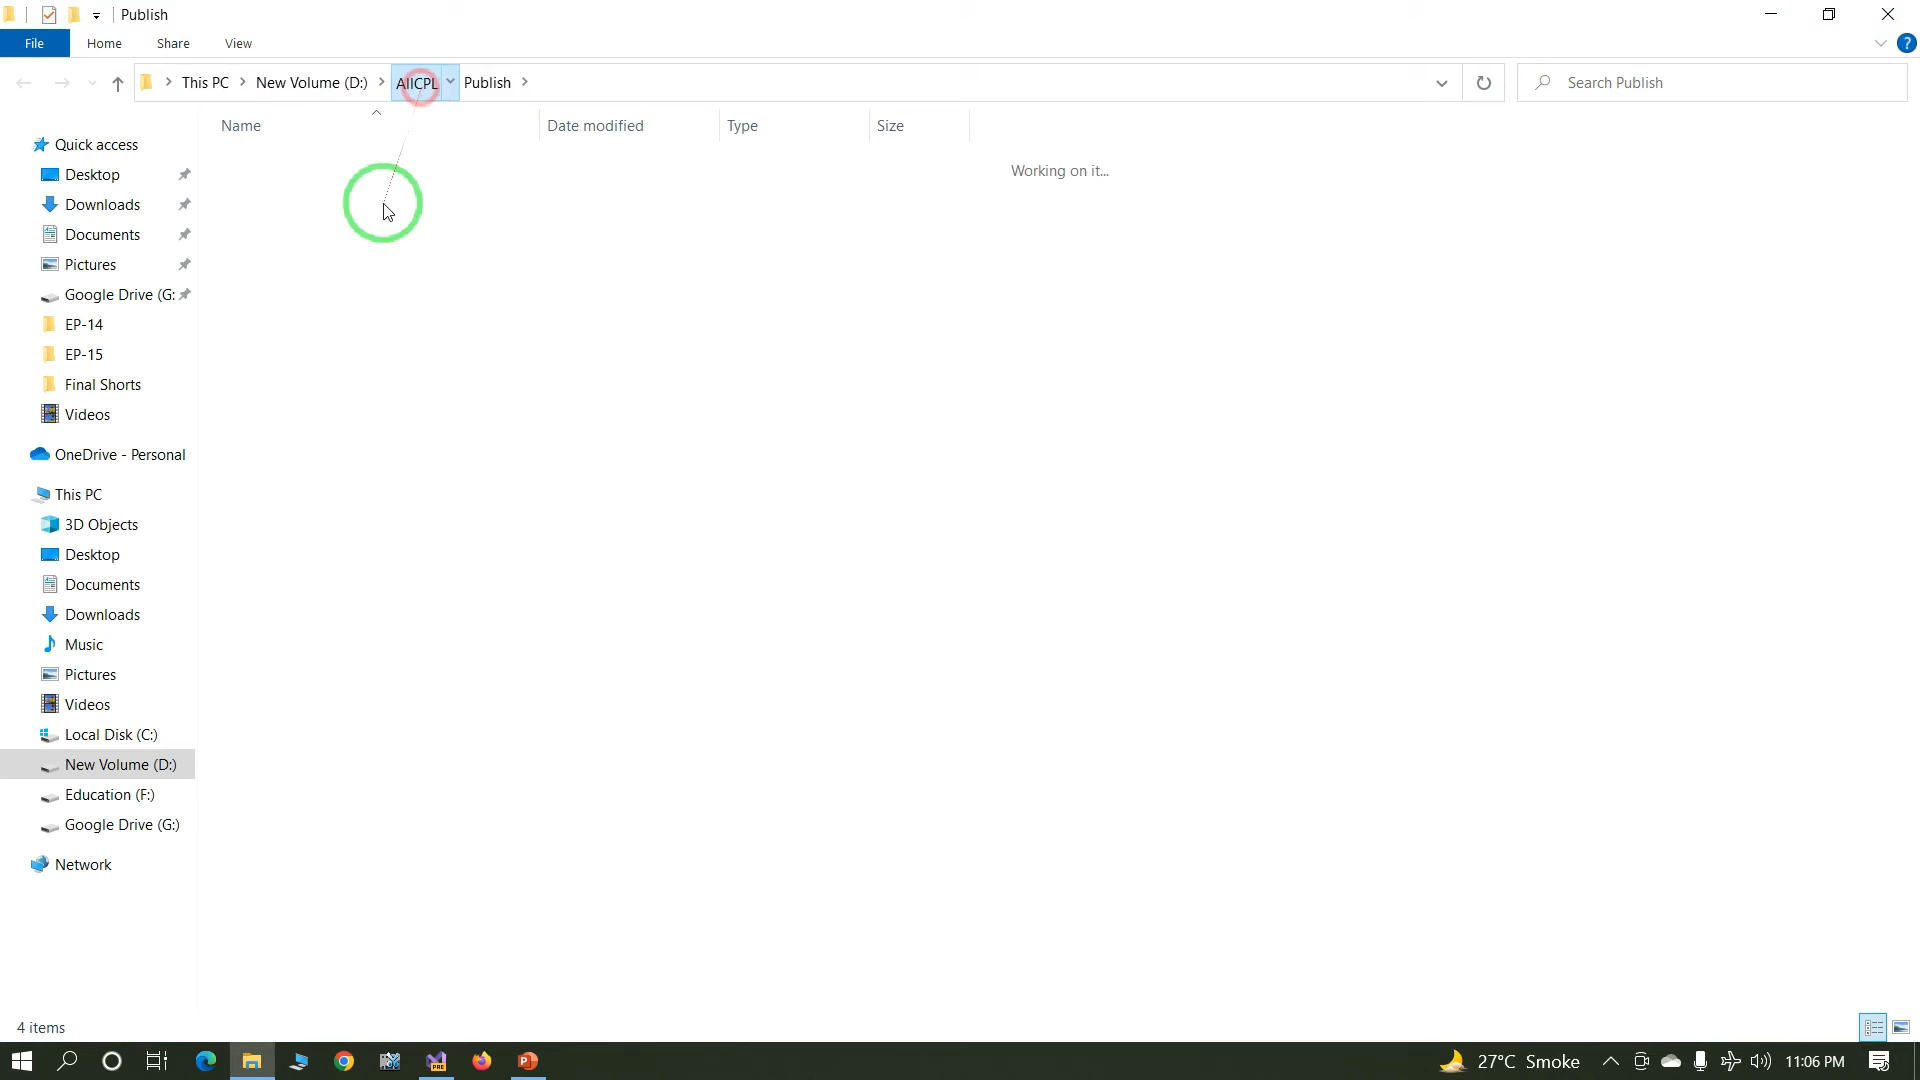 Publish
File
Home
Share
View
This PC
New Volume (D:)
AIICPL
Publish
Search Publish
Name
Date modified
Type
Size
Working on it...
Quick access
Desktop
Downloads
Documents
Pictures
Google Drive (G:
EP-14
EP-15
Final Shorts
Videos
OneDrive - Personal
This PC
3D Objects
Desktop
Documents
Downloads
Music
Pictures
Videos
Local Disk (C:)
New Volume (D:)
Education (F:)
Google Drive (G:)
Network
4 items
PRE
27°C Smoke
11:06 PM